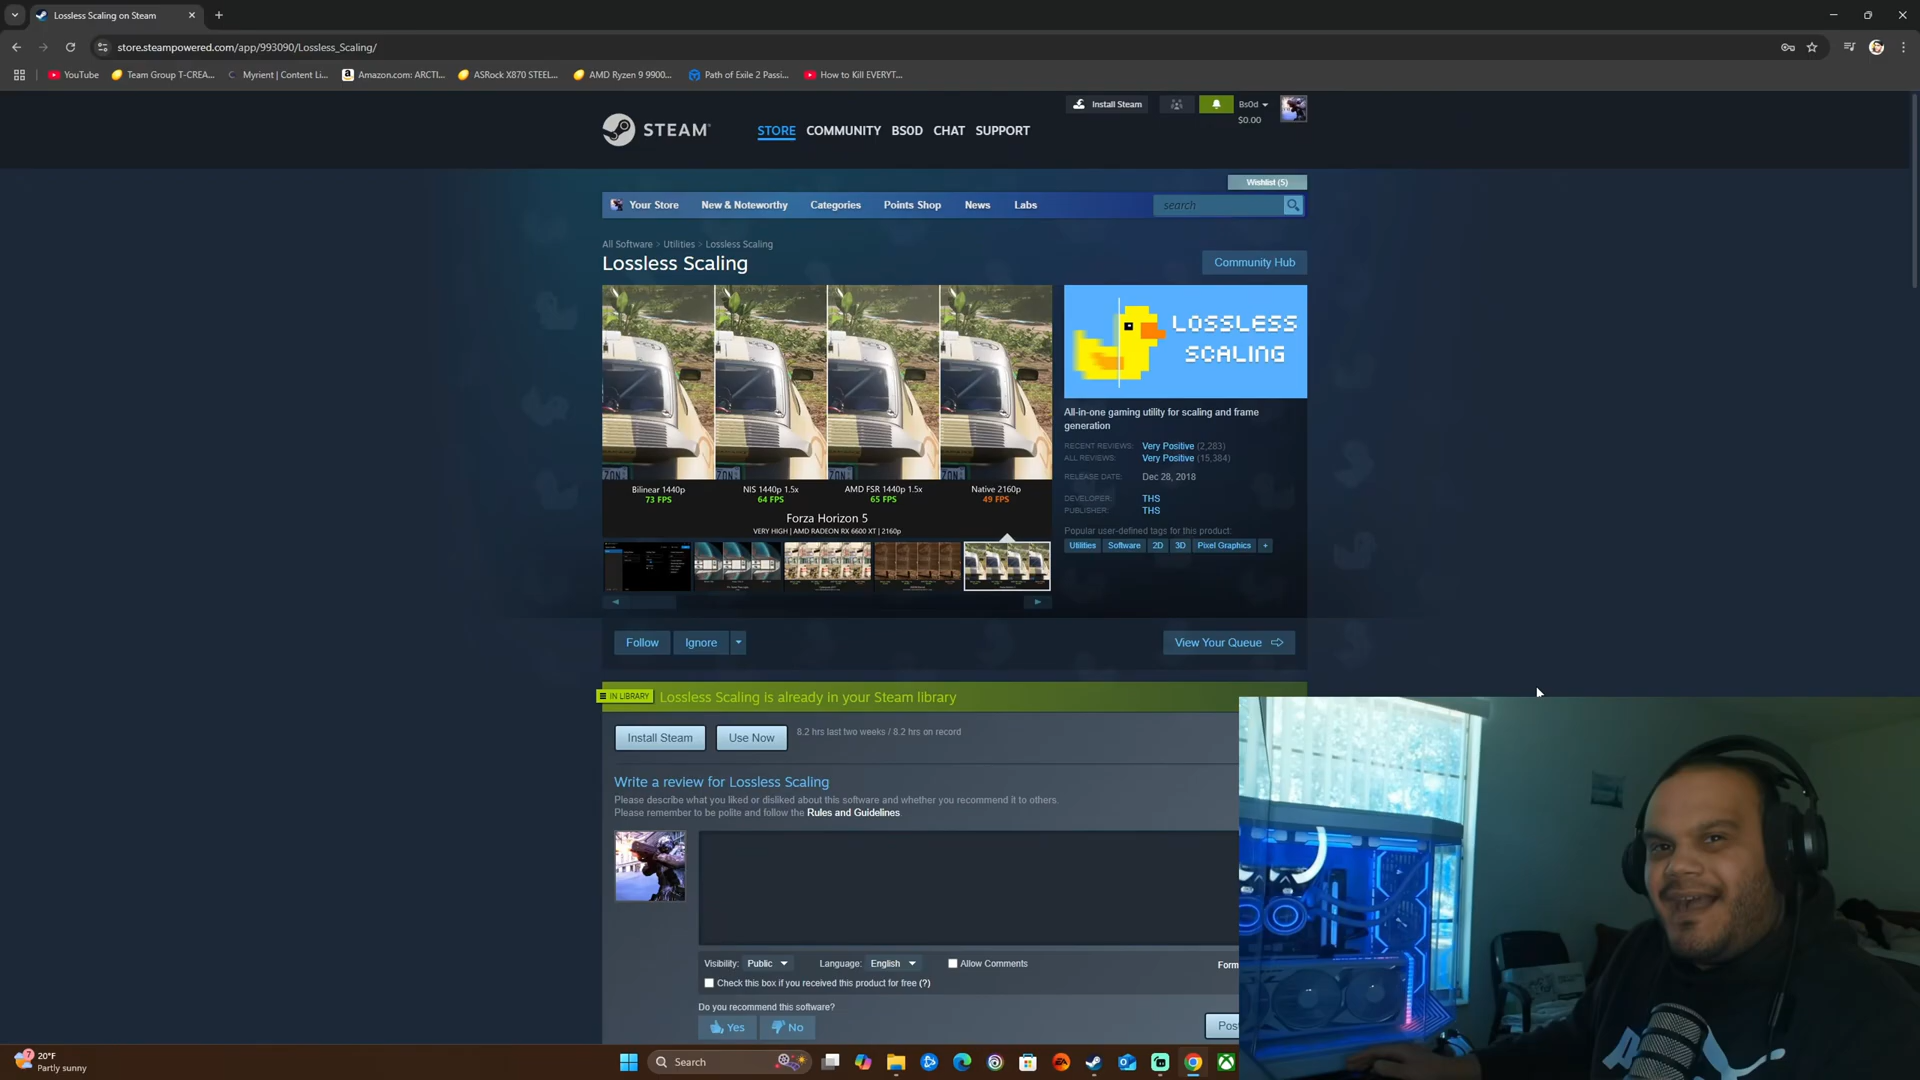 Lossless Scaling on Steam
store.steampowered.com/app/993090/Lossless_Scaling/
YouTube
Team Group T-CREA...
Myrient | Content Li...
Amazon.com: ARCTI...
ASRock X870 STEEL...
AMD Ryzen 9 9900...
Path of Exile 2 Passi...
How to Kill EVERYT...
Install Steam
Bs0d
$0.00
STEAM
STORE COMMUNITY BS0D CHAT SUPPORT
Wishlist (5)
Your Store New & Noteworthy Categories Points Shop News Labs
search
All Software > Utilities > Lossless Scaling
Lossless Scaling
Community Hub
LOSSLESS
SCALING
All-in-one gaming utility for scaling and frame
generation
RECENT REVIEWS: Very Positive (2,283)
ALL REVIEWS: Very Positive (15,384)
RELEASE DATE: Dec 28, 2018
DEVELOPER: THS
PUBLISHER: THS
Popular user-defined tags for this product:
Utilities Software 2D 3D Pixel Graphics +
Bilinear 1440p NIS 1440p 1.5x AMD FSR 1440p 1.5x Native 2160p
73 FPS 64 FPS 65 FPS 49 FPS
Forza Horizon 5
VERY HIGH | AMD RADEON RX 6600 XT | 2160p
Follow Ignore
View Your Queue
IN LIBRARY
Lossless Scaling is already in your Steam library
Install Steam
Use Now
8.2 hrs last two weeks / 8.2 hrs on record
Write a review for Lossless Scaling
Please describe what you liked or disliked about this software and whether you recommend it to others.
Please remember to be polite and follow the Rules and Guidelines.
Visibility: Public Language: English Allow Comments
Form
Check this box if you received this product for free (?)
Do you recommend this software?
Yes No
Pos
7
20°F
Partly sunny
Search